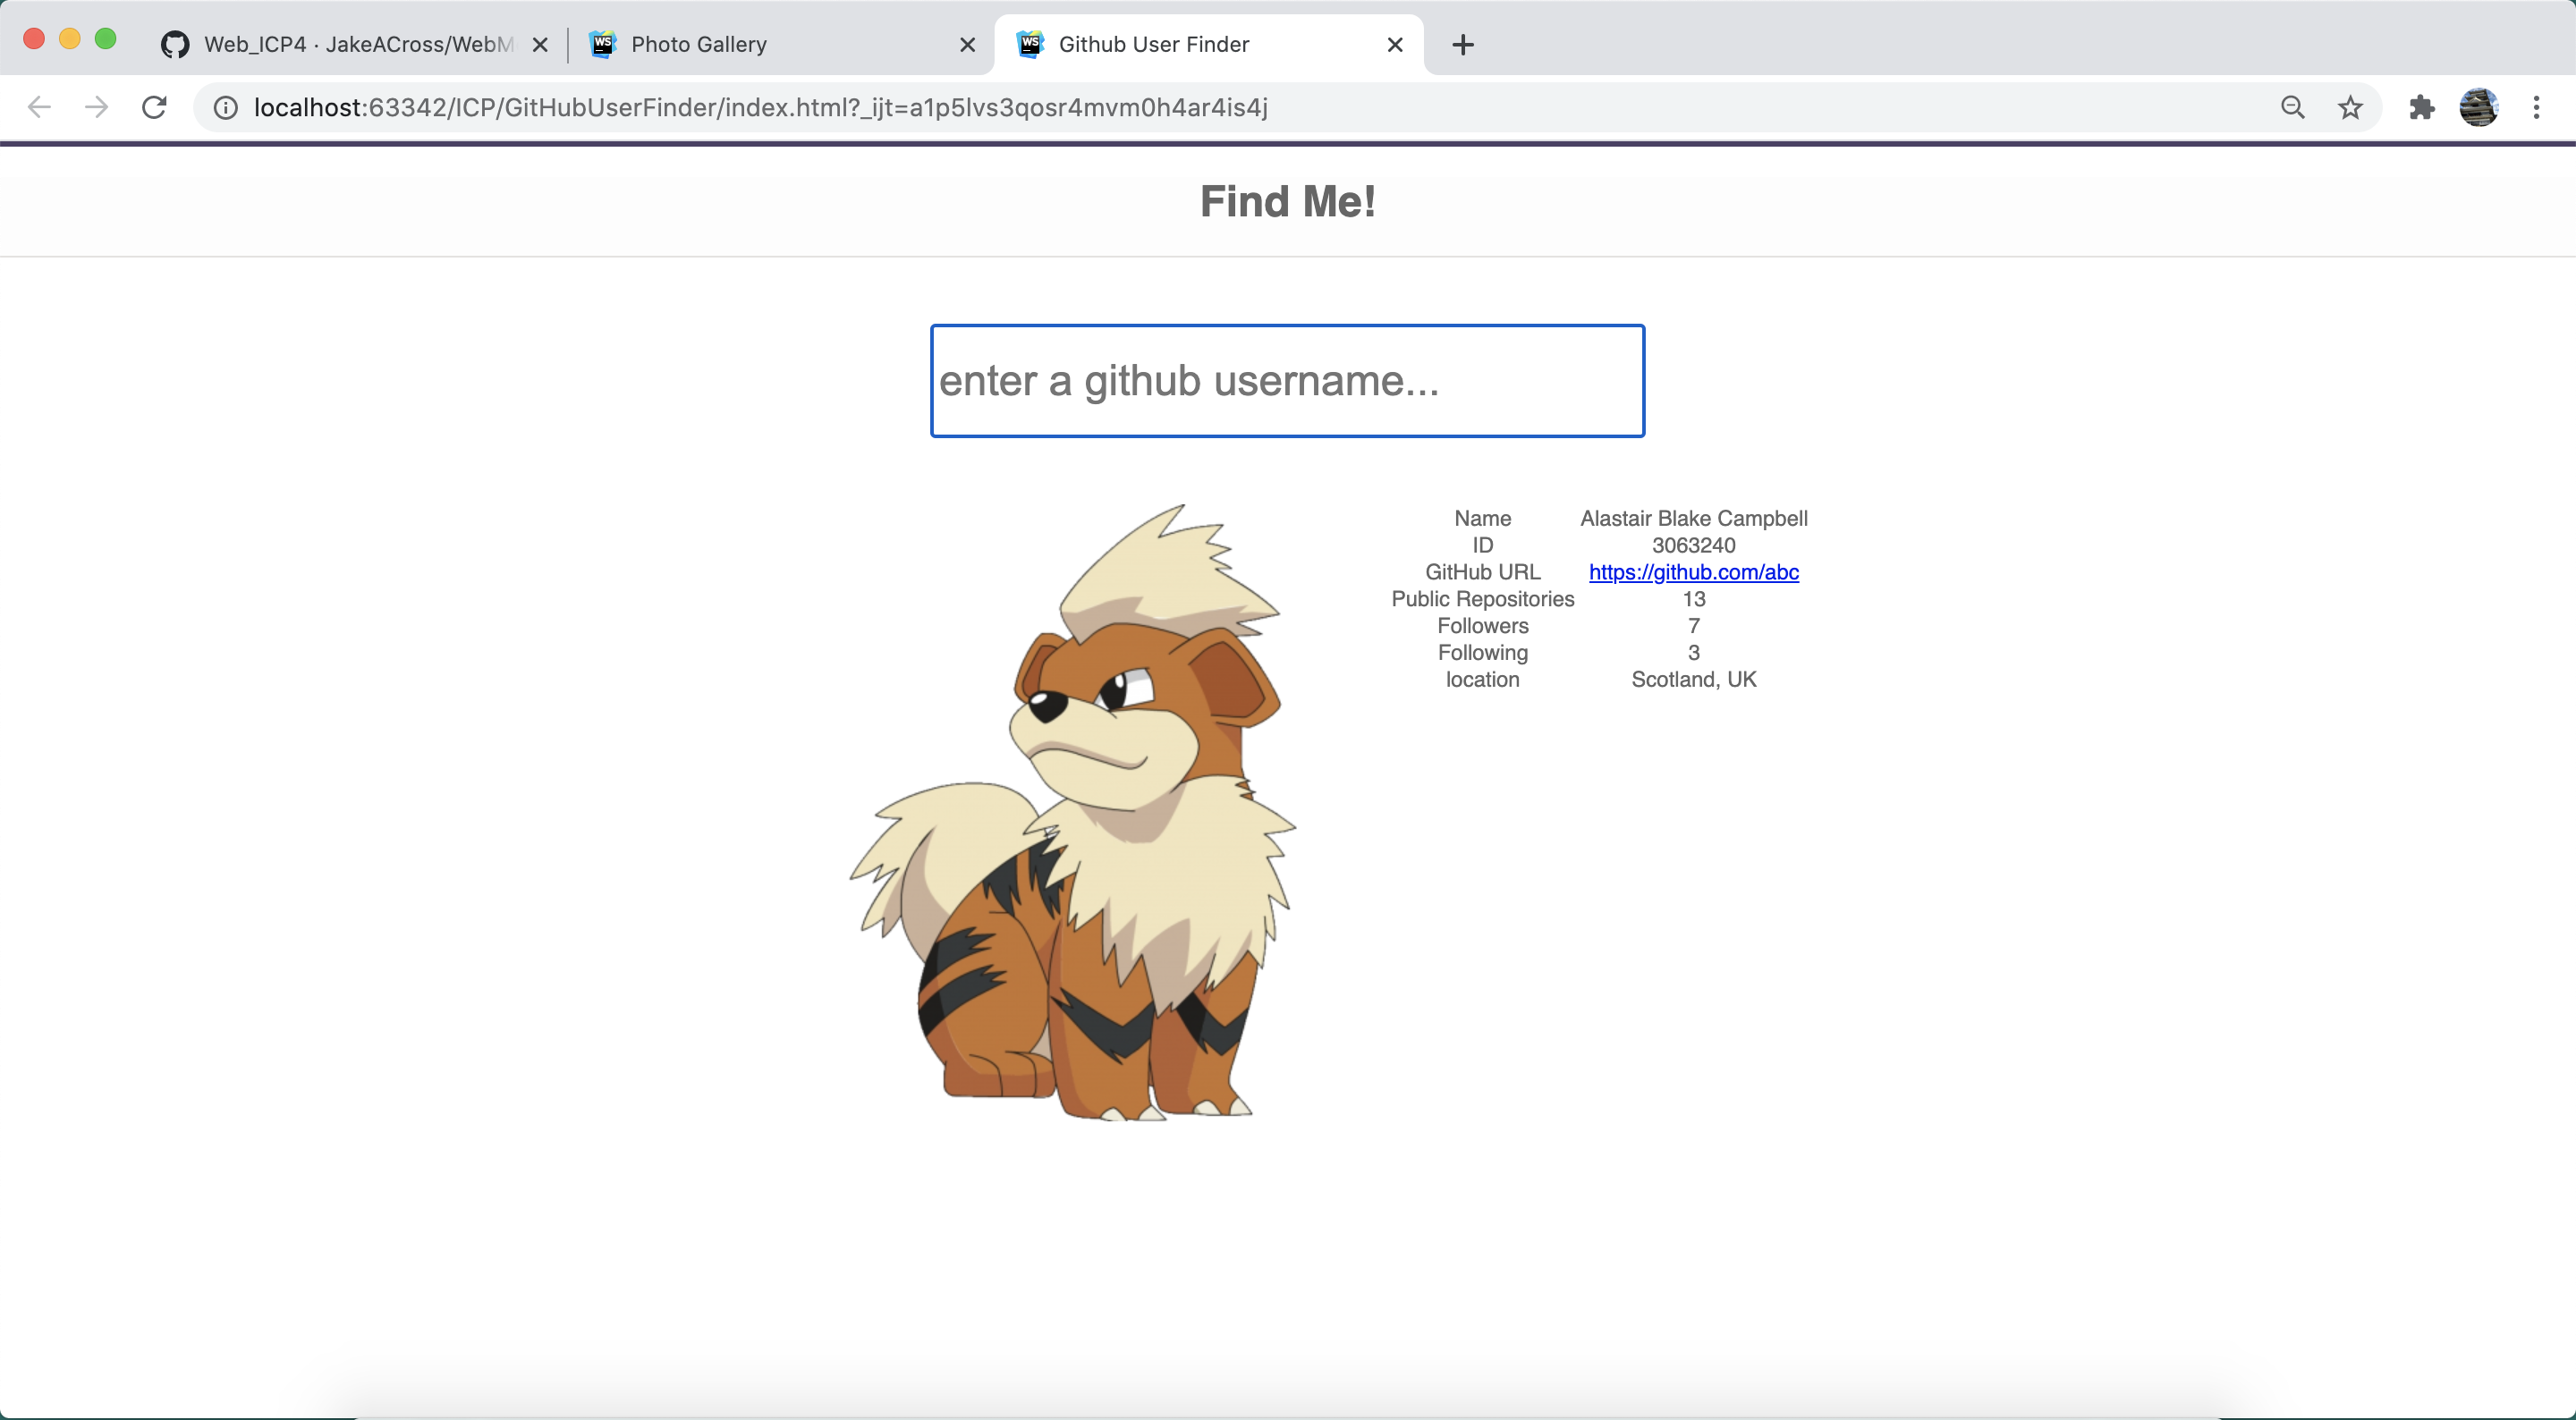 Web_ICP4 · JakeACross/WebM
WS Photo Gallery
WS Github User Finder
localhost:63342/ICP/GitHubUserFinder/index.html?_ijt=a1p5lvs3qosr4mvm0h4ar4is4j
Find Me!
enter a github username...
Name Alastair Blake Campbell
ID 3063240
GitHub URL https://github.com/abc
Public Repositories 13
Followers 7
Following 3
location Scotland, UK